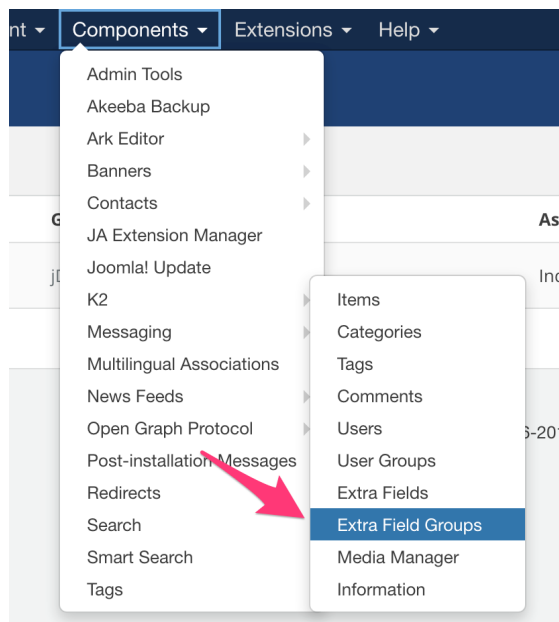 nt Components Extensions Help
Admin Tools
Akeeba Backup
Ark Editor
Banners
Contacts
JA Extension Manager
Joomla! Update
K2
Messaging
Multilingual Associations
News Feeds
Open Graph Protocol
Post-installation Messages
Redirects
Search
Smart Search
Tags
Items
Categories
Tags
Comments
Users
User Groups
Extra Fields
Extra Field Groups
Media Manager
Information
G
As
Inc